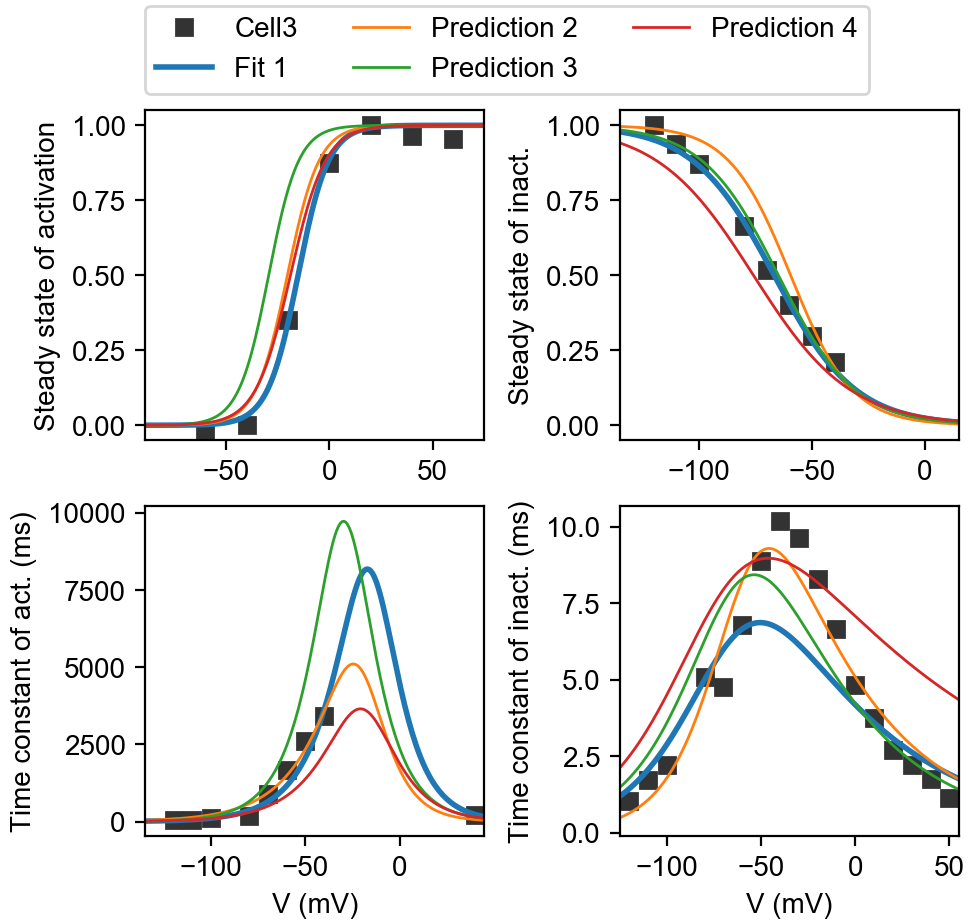 Cell3 Prediction 2 Prediction 4
Fit 1 Prediction 3
Steady state of activation
1.00
0.75
0.50
0.25
0.00
−50 0 50
Steady state of inact.
1.00
0.75
0.50
0.25
0.00
−100 −50 0
Time constant of act. (ms)
10000
7500
5000
2500
0
−100 −50 0
V (mV)
Time constant of inact. (ms)
10.0
7.5
5.0
2.5
0.0
−100 −50 0 50
V (mV)